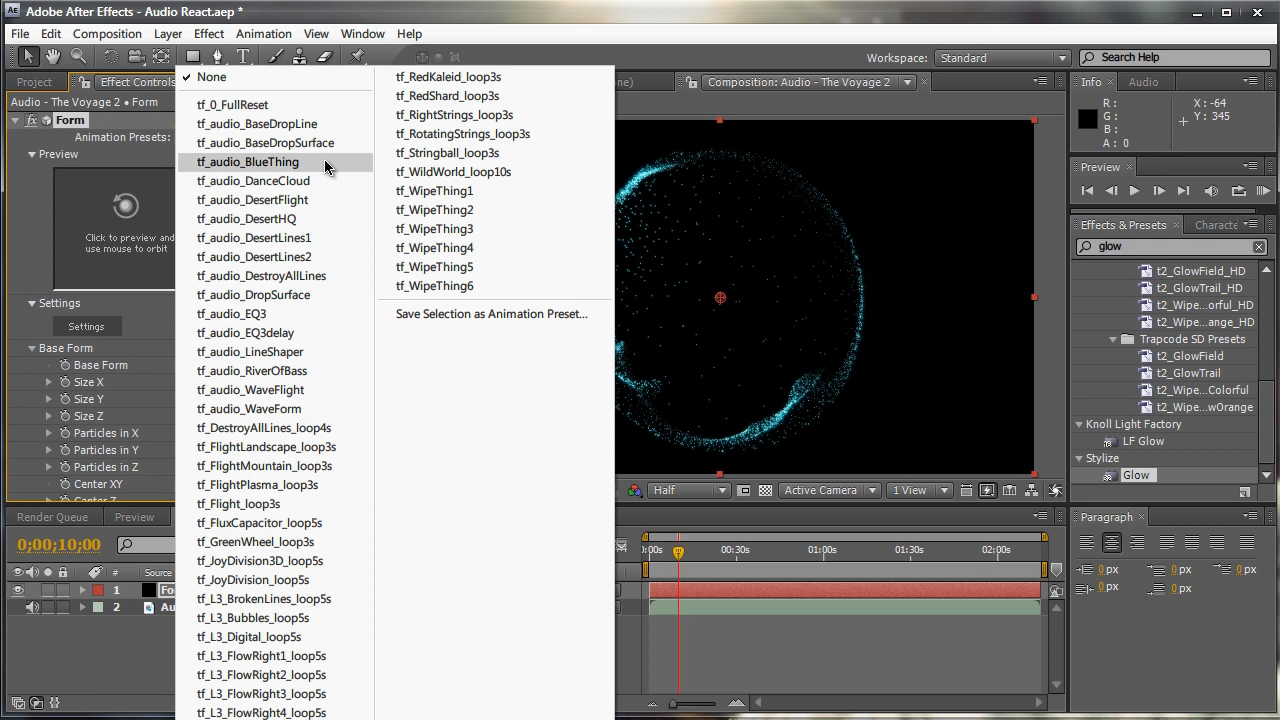 Ae Adobe After Effects - Audio React.aep *
File Edit Composition Layer Effect Animation View Window Help
Workspace: Standard Search Help
Project Effect Controls
Audio - The Voyage 2 • Form
fx Form
Animation Presets:
Preview
Click to preview and
use mouse to orbit
Settings
Settings
Base Form
Base Form
Size X
Size Y
Size Z
Particles in X
Particles in Y
Particles in Z
Center XY
Center Z
None
tf_0_FullReset
tf_audio_BaseDropLine
tf_audio_BaseDropSurface
tf_audio_BlueThing
tf_audio_DanceCloud
tf_audio_DesertFlight
tf_audio_DesertHQ
tf_audio_DesertLines1
tf_audio_DesertLines2
tf_audio_DestroyAllLines
tf_audio_DropSurface
tf_audio_EQ3
tf_audio_EQ3delay
tf_audio_LineShaper
tf_audio_RiverOfBass
tf_audio_WaveFlight
tf_audio_WaveForm
tf_DestroyAllLines_loop4s
tf_FlightLandscape_loop3s
tf_FlightMountain_loop3s
tf_FlightPlasma_loop3s
tf_Flight_loop3s
tf_FluxCapacitor_loop5s
tf_GreenWheel_loop3s
tf_JoyDivision3D_loop5s
tf_JoyDivision_loop5s
tf_L3_BrokenLines_loop5s
tf_L3_Bubbles_loop5s
tf_L3_Digital_loop5s
tf_L3_FlowRight1_loop5s
tf_L3_FlowRight2_loop5s
tf_L3_FlowRight3_loop5s
tf_L3_FlowRight4_loop5s
tf_RedKaleid_loop3s
tf_RedShard_loop3s
tf_RightStrings_loop3s
tf_RotatingStrings_loop3s
tf_Stringball_loop3s
tf_WildWorld_loop10s
tf_WipeThing1
tf_WipeThing2
tf_WipeThing3
tf_WipeThing4
tf_WipeThing5
tf_WipeThing6
Save Selection as Animation Preset...
ne) Composition: Audio - The Voyage 2
Half Active Camera 1 View
Info Audio
R: X: -64
G: Y: 345
B:
A: 0
Preview
Effects & Presets Characte
glow
t2_GlowField_HD
t2_GlowTrail_HD
t2_Wipe...orful_HD
t2_Wipe...ange_HD
Trapcode SD Presets
t2_GlowField
t2_GlowTrail
t2_Wipe...Colorful
t2_Wipe...wOrange
Knoll Light Factory
LF Glow
Stylize
Glow
Paragraph
0 px 0 px 0 px
0 px 0 px
Render Queue Preview
0;00;10;00
# Source
1 Fo
2 Au
:00s 00:30s 01:00s 01:30s 02:00s